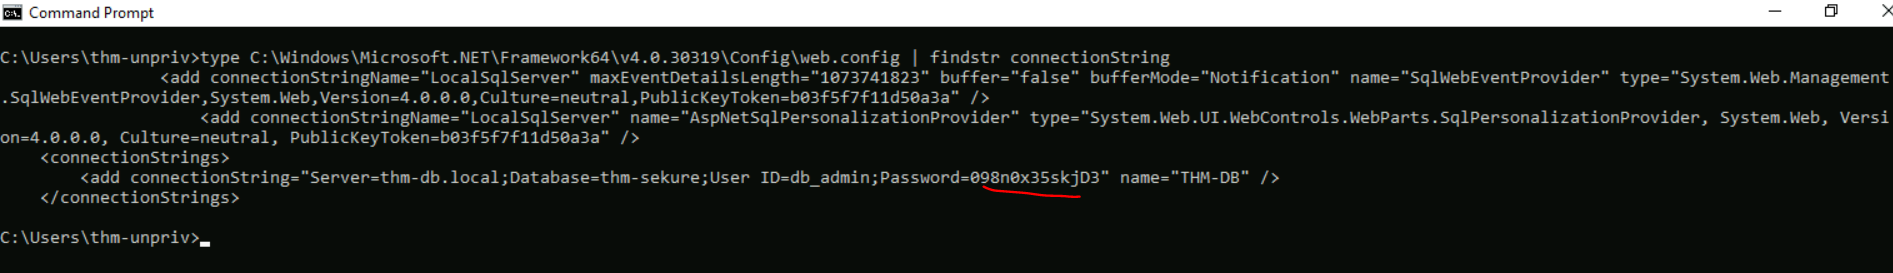 Command Prompt
C:\Users\thm-unpriv>type C:\Windows\Microsoft.NET\Framework64\v4.0.30319\Config\web.config | findstr connectionString
<add connectionStringName="LocalSqlServer" maxEventDetailsLength="1073741823" buffer="false" bufferMode="Notification" name="SqlWebEventProvider" type="System.Web.Management
.SqlWebEventProvider,System.Web,Version=4.0.0.0,Culture=neutral,PublicKeyToken=b03f5f7f11d50a3a" />
<add connectionStringName="LocalSqlServer" name="AspNetSqlPersonalizationProvider" type="System.Web.UI.WebControls.WebParts.SqlPersonalizationProvider, System.Web, Versi
on=4.0.0.0, Culture=neutral, PublicKeyToken=b03f5f7f11d50a3a" />
<connectionStrings>
<add connectionString="Server=thm-db.local;Database=thm-sekure;User ID=db_admin;Password=098n0x35skjD3" name="THM-DB" />
</connectionStrings>
C:\Users\thm-unpriv>